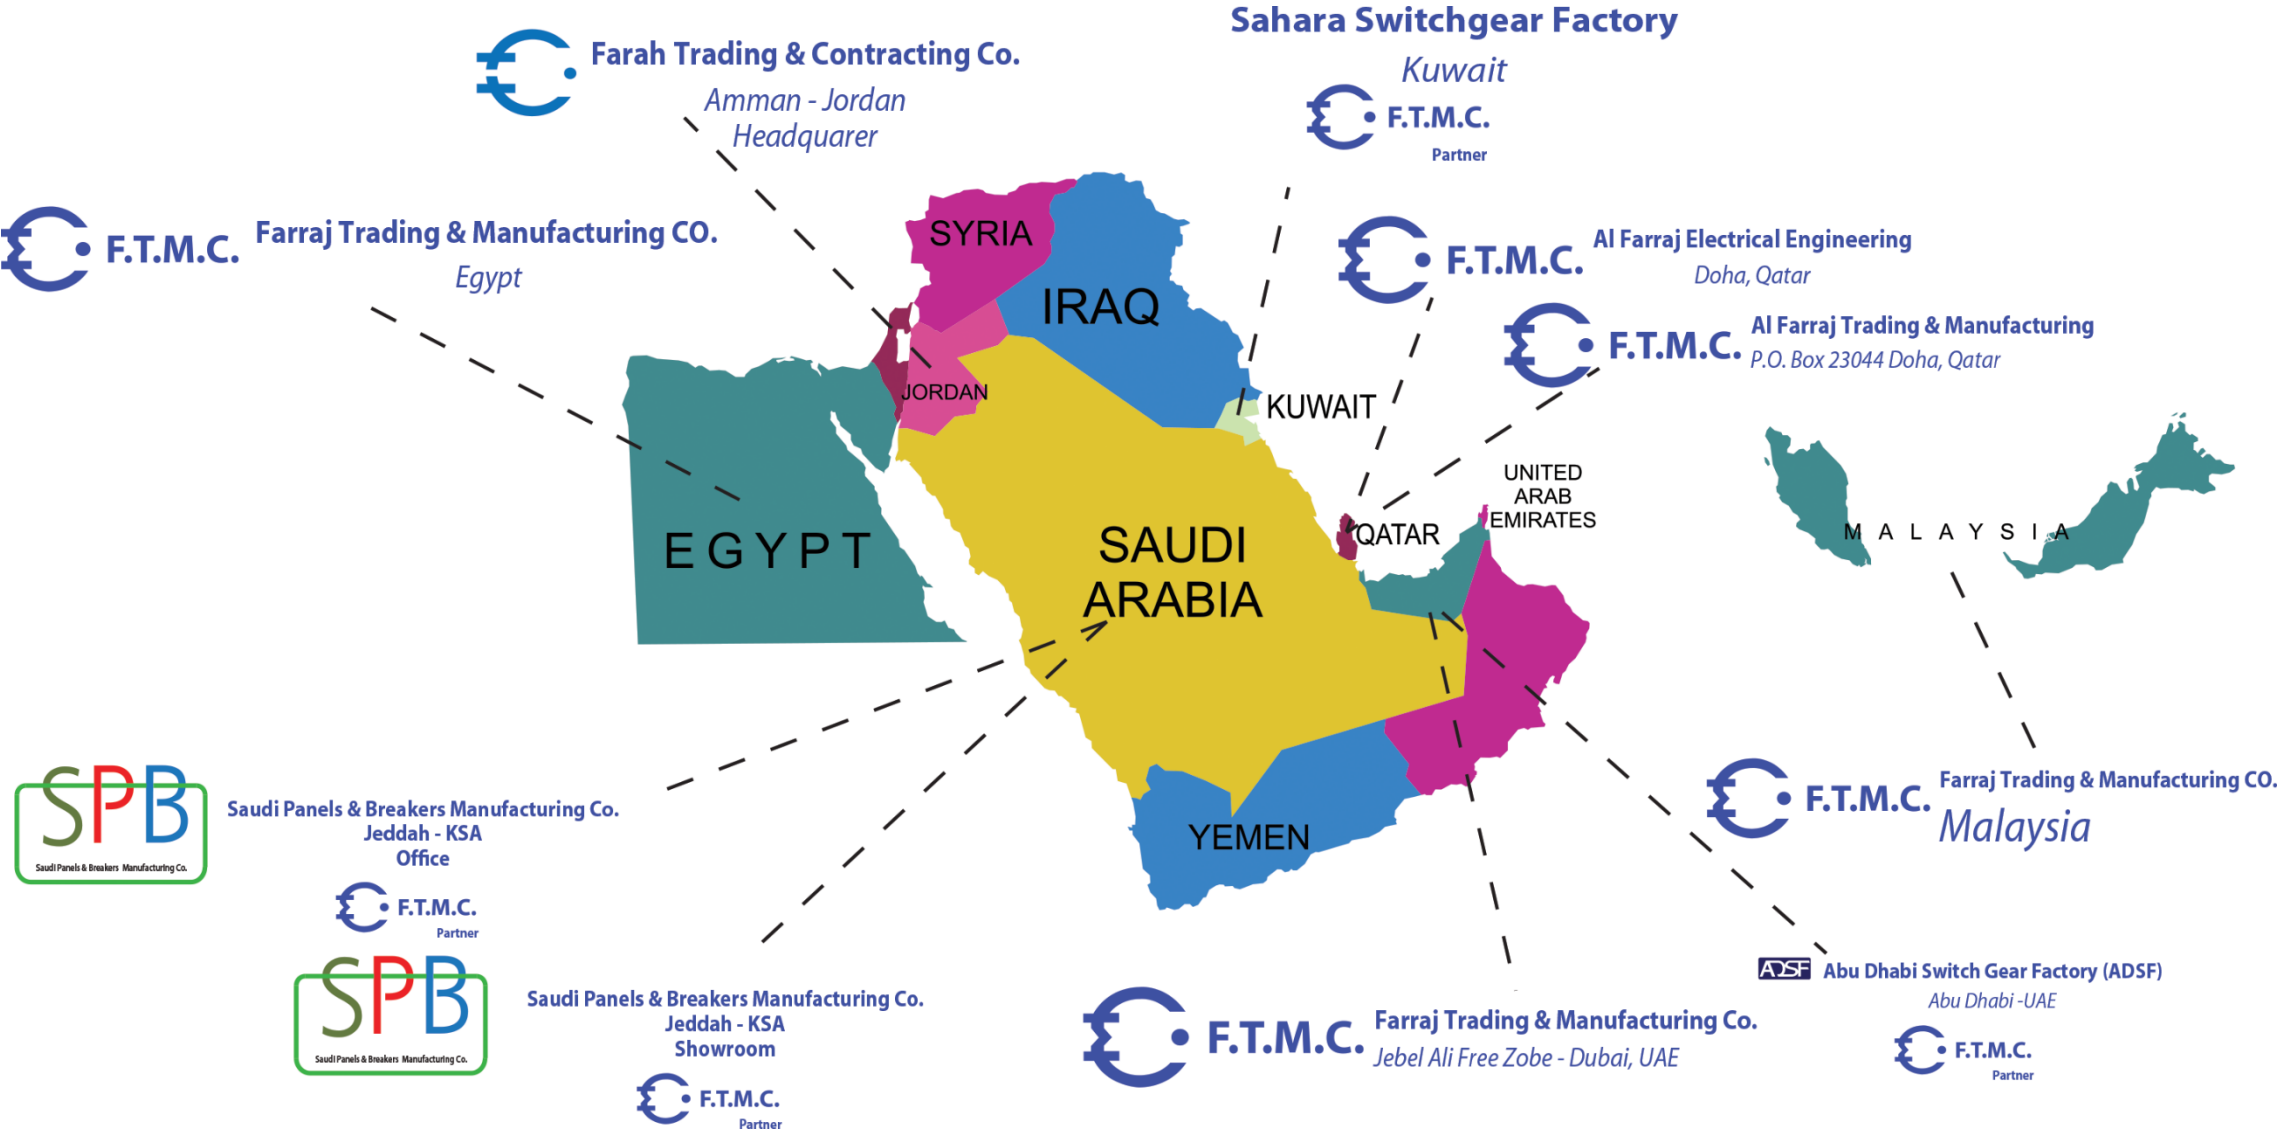 Sahara Switchgear Factory
Kuwait
F.T.M.C.
Partner
Farah Trading & Contracting Co.
Amman - Jordan
Headquarer
F.T.M.C.
Farraj Trading & Manufacturing CO.
Egypt
F.T.M.C.
Al Farraj Electrical Engineering
Doha, Qatar
F.T.M.C.
Al Farraj Trading & Manufacturing
P.O. Box 23044 Doha, Qatar
SYRIA
IRAQ
JORDAN
KUWAIT
EGYPT
SAUDI
ARABIA
QATAR
UNITED
ARAB
EMIRATES
MALAYSIA
YEMEN
SPB
Saudi Panels & Breakers Manufacturing Co.
Saudi Panels & Breakers Manufacturing Co.
Jeddah - KSA
Office
F.T.M.C.
Partner
SPB
Saudi Panels & Breakers Manufacturing Co.
Saudi Panels & Breakers Manufacturing Co.
Jeddah - KSA
Showroom
F.T.M.C.
Partner
F.T.M.C.
Farraj Trading & Manufacturing Co.
Jebel Ali Free Zobe - Dubai, UAE
F.T.M.C.
Farraj Trading & Manufacturing CO.
Malaysia
ADSF
Abu Dhabi Switch Gear Factory (ADSF)
Abu Dhabi -UAE
F.T.M.C.
Partner